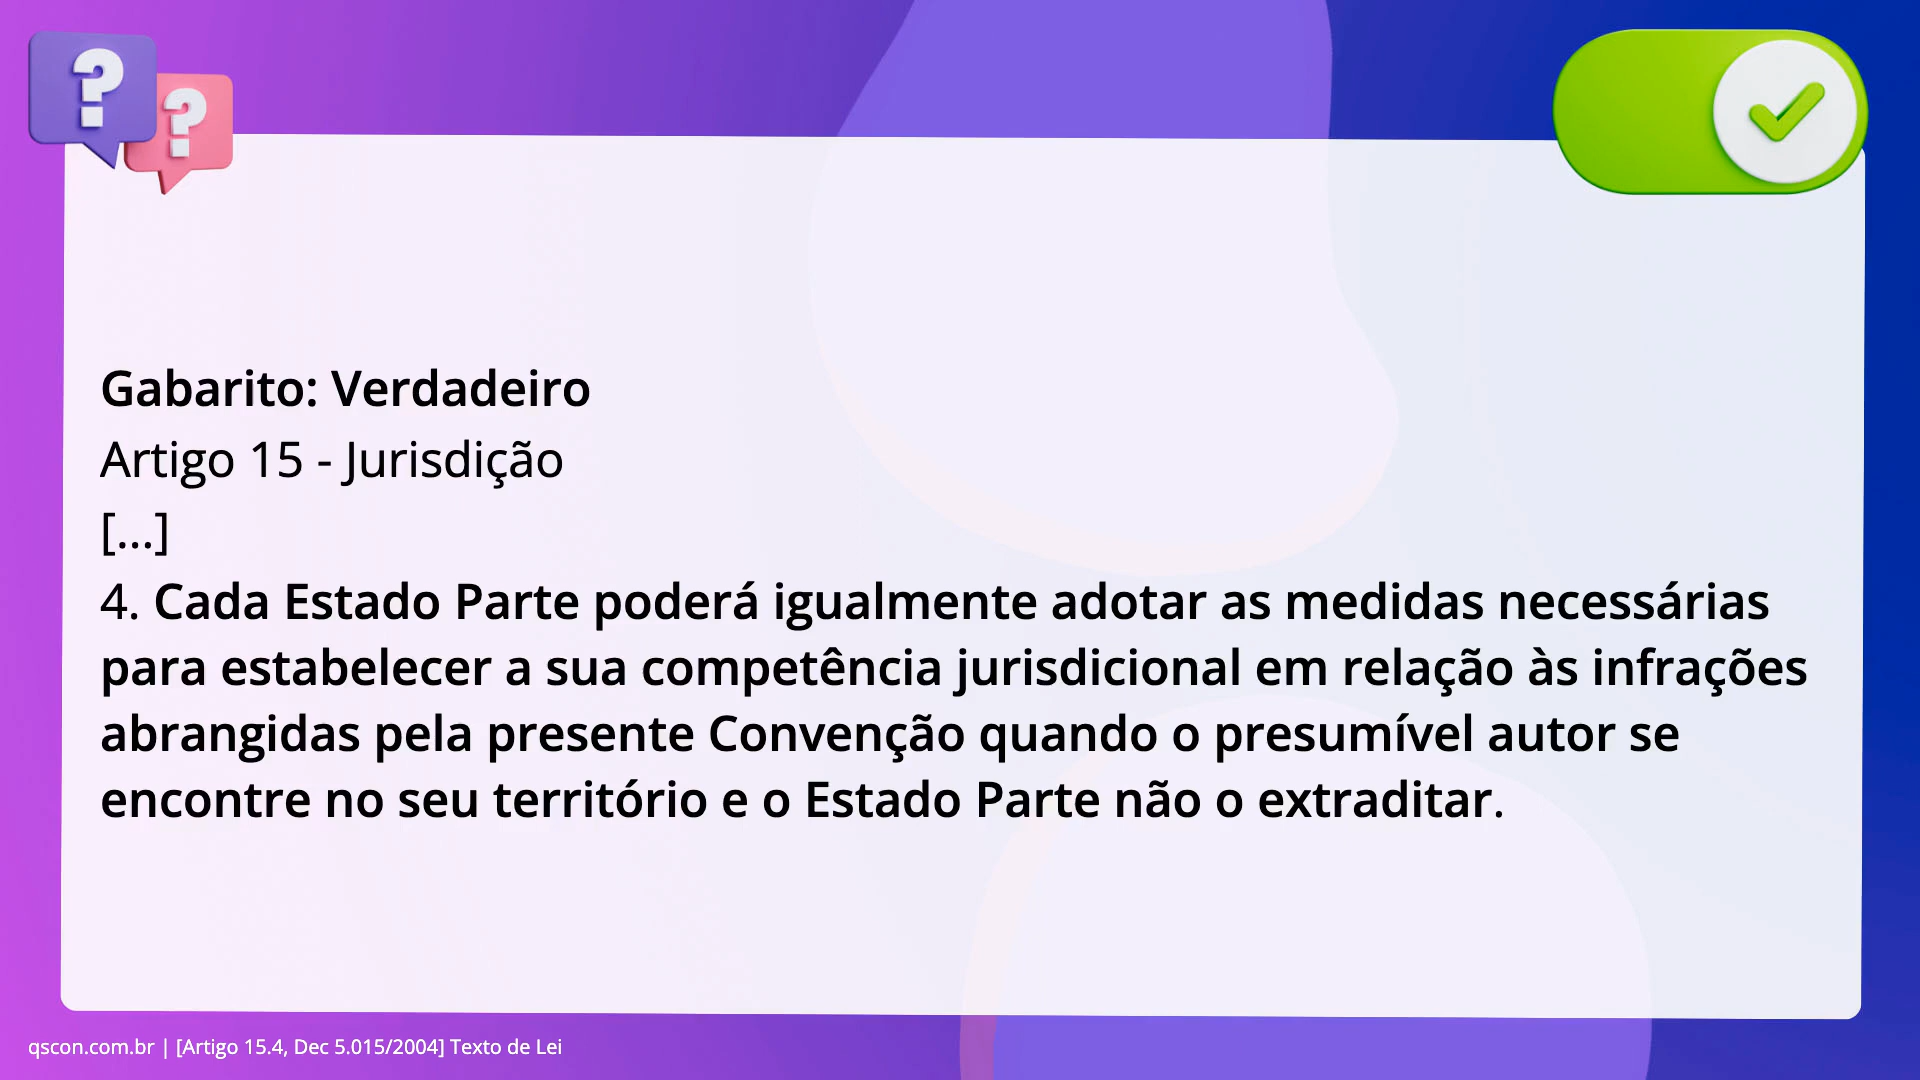 Gabarito: Verdadeiro
Artigo 15 - Jurisdição
[...]
4. Cada Estado Parte poderá igualmente adotar as medidas necessárias
para estabelecer a sua competência jurisdicional em relação às infrações
abrangidas pela presente Convenção quando o presumível autor se
encontre no seu território e o Estado Parte não o extraditar.
qscon.com.br | [Artigo 15.4, Dec 5.015/2004] Texto de Lei